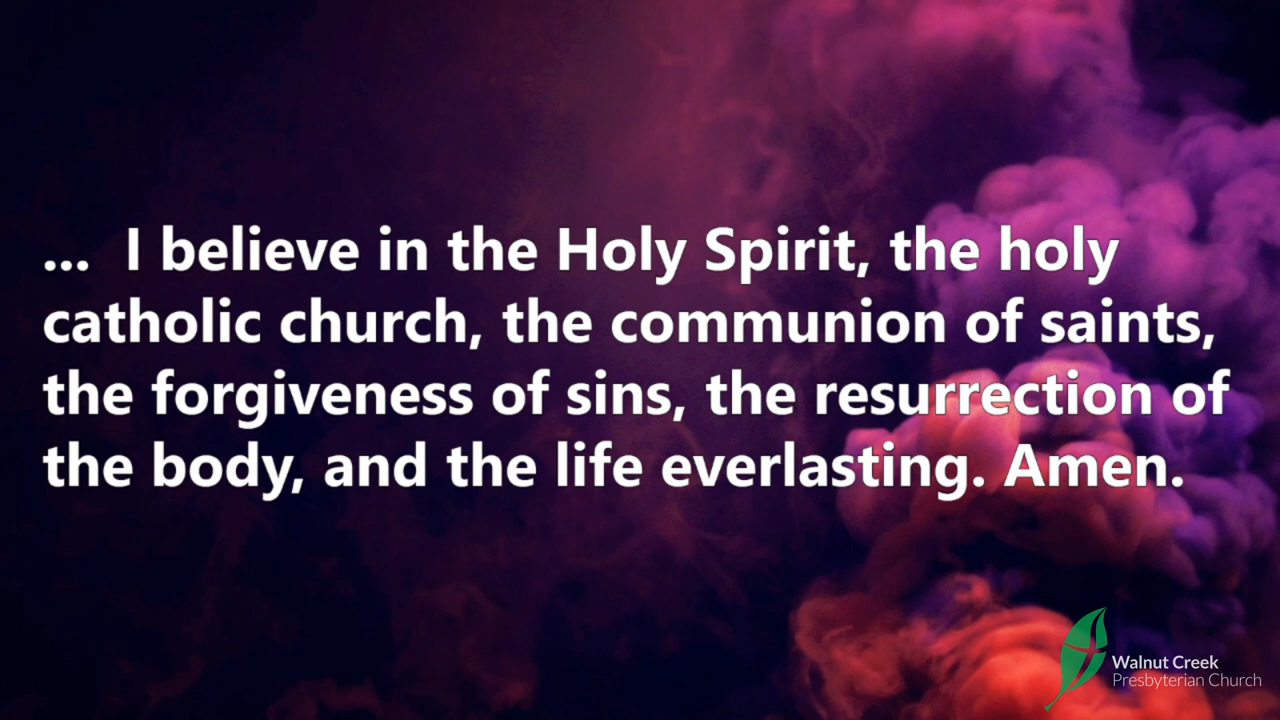 ... I believe in the Holy Spirit, the holy
catholic church, the communion of saints,
the forgiveness of sins, the resurrection of
the body, and the life everlasting. Amen.
Walnut Creek
Presbyterian Church